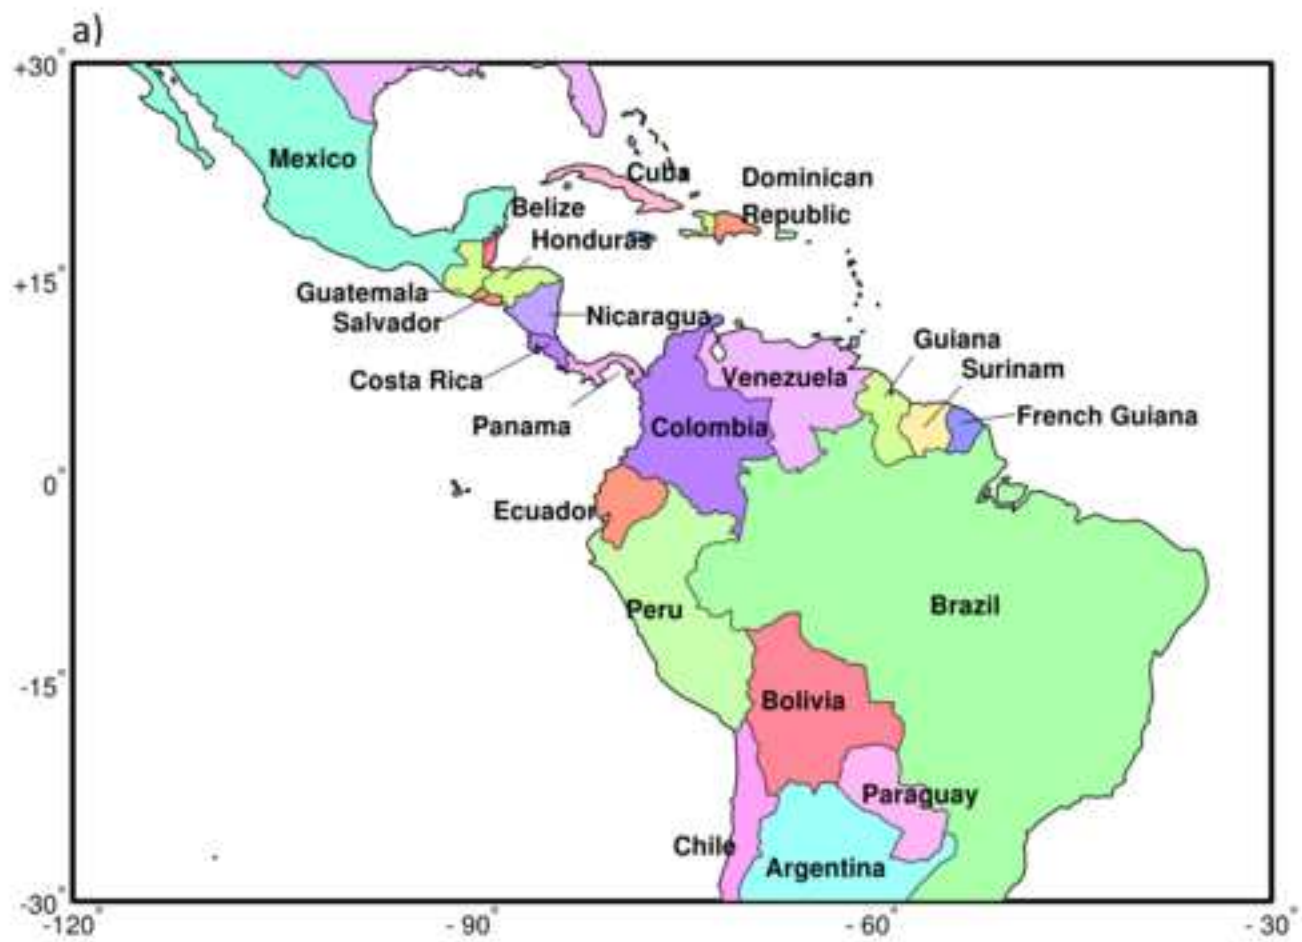 a)
+30°
Mexico
Cuba
Dominican
Republic
Belize
Honduras
+15°
Guatemala
Salvador
Nicaragua
Guiana
Surinam
Costa Rica
Venezuela
French Guiana
Panama
Colombia
0°
Ecuador
Peru
Brazil
-15°
Bolivia
Paraguay
Chile
Argentina
-30°
-120°
- 90°
- 60°
- 30°